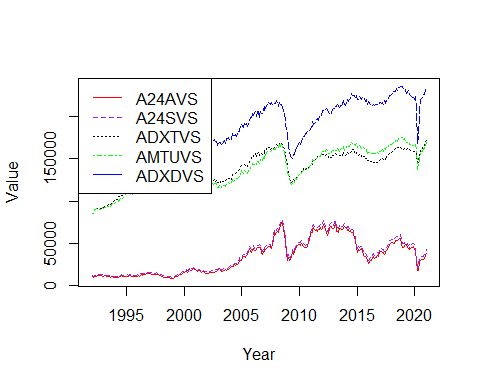 A24AVS
A24SVS
ADXTVS
AMTUVS
ADXDVS
Value
0
50000
150000
1995
2000
2005
2010
2015
2020
Year